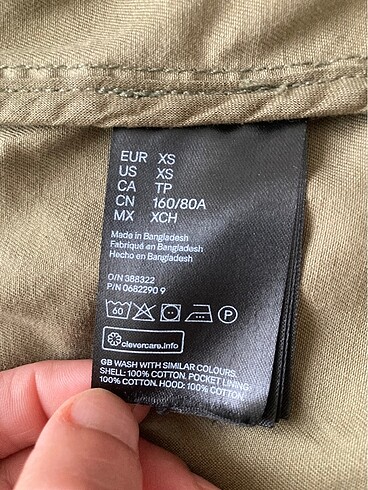 EUR XS
US XS
CA TP
CN 160/80A
MX XCH
Made in Bangladesh
Fabriqué en Bangladesh
Hecho en Bangladesh
O/N 388322
P/N 0682290 9
60 P
clevercare.info
GB WASH WITH SIMILAR COLOURS.
SHELL: 100% COTTON. POCKET LINING:
100% COTTON. HOOD: 100% COTTON